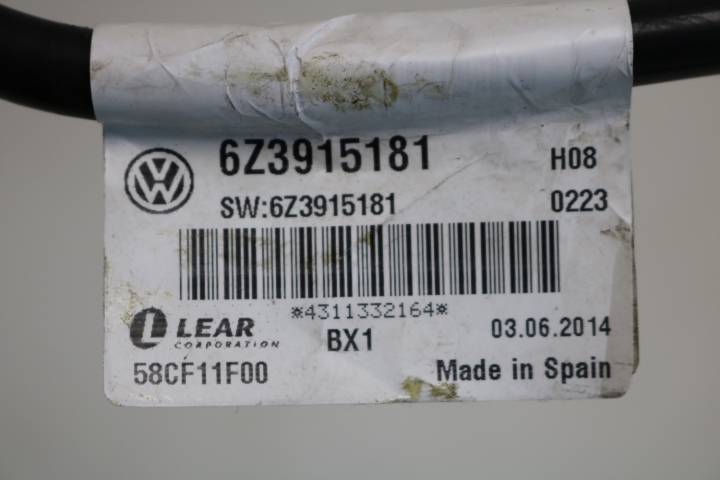 6Z3915181 H08
SW:6Z3915181 0223
*4311332164*
LEAR
CORPORATION
BX1 03.06.2014
58CF11F00 Made in Spain